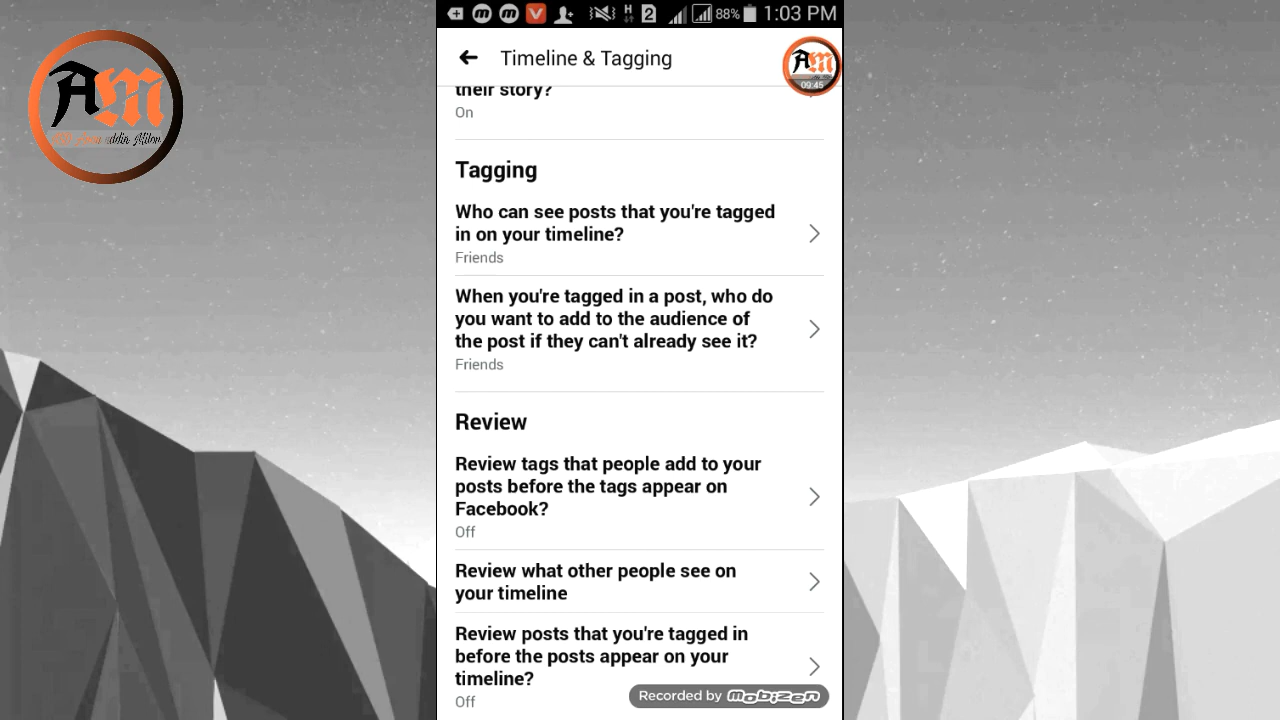 88% 1:03 PM
Timeline & Tagging
AM
09:45
their story?
On
AM
Tagging
Who can see posts that you're tagged
in on your timeline?
Friends
When you're tagged in a post, who do
you want to add to the audience of
the post if they can't already see it?
Friends
Review
Review tags that people add to your
posts before the tags appear on
Facebook?
Off
Review what other people see on
your timeline
Review posts that you're tagged in
before the posts appear on your
timeline?
Off
Recorded by Mobizen